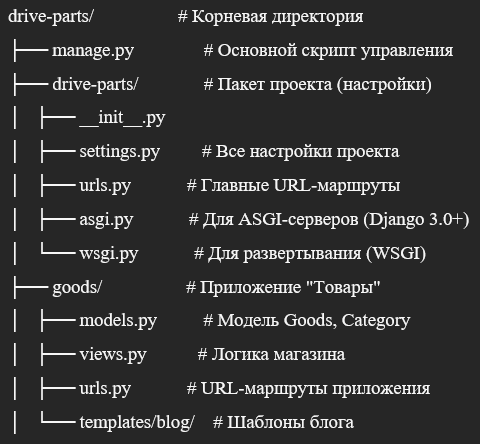 drive-parts/ # Корневая директория
├── manage.py # Основной скрипт управления
├── drive-parts/ # Пакет проекта (настройки)
│ ├── __init__.py
│ ├── settings.py # Все настройки проекта
│ ├── urls.py # Главные URL-маршруты
│ ├── asgi.py # Для ASGI-серверов (Django 3.0+)
│ └── wsgi.py # Для развертывания (WSGI)
├── goods/ # Приложение "Товары"
│ ├── models.py # Модель Goods, Category
│ ├── views.py # Логика магазина
│ ├── urls.py # URL-маршруты приложения
│ └── templates/blog/ # Шаблоны блога